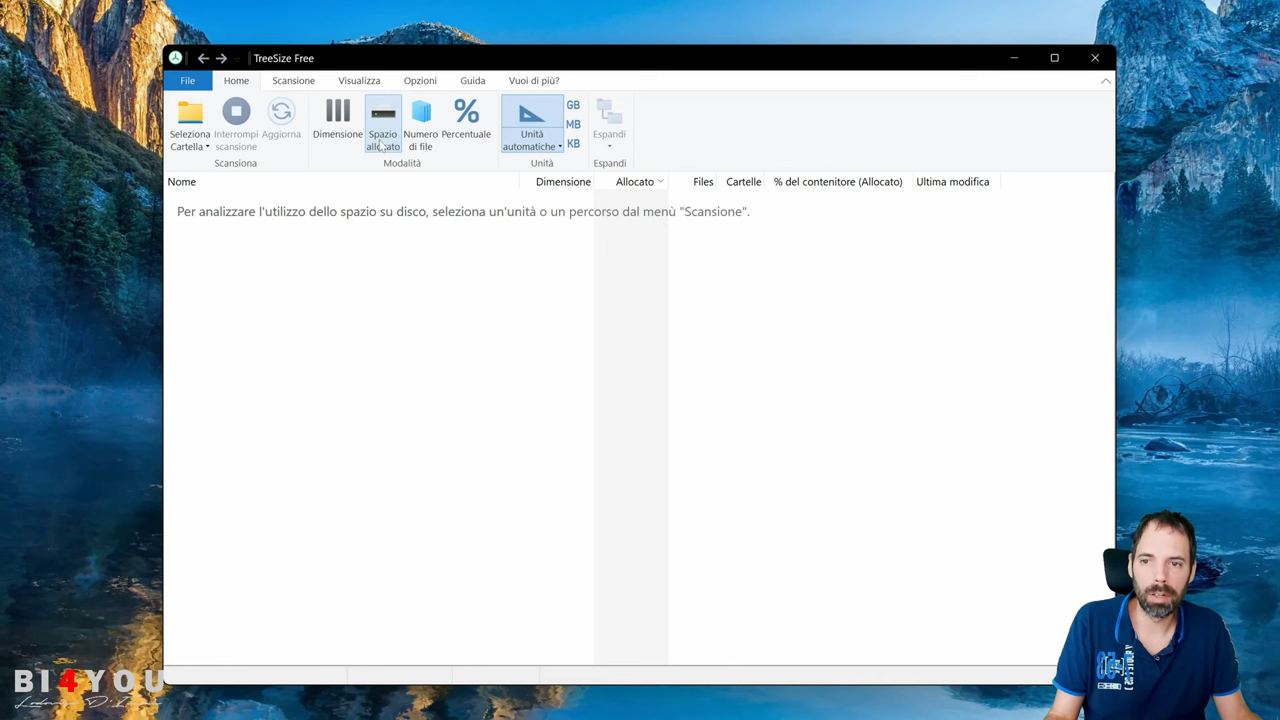 TreeSize Free
File Home Scansione Visualizza Opzioni Guida Vuoi di più?
Seleziona Cartella
Interrompi scansione
Aggiorna
Dimensione
Spazio allocato
Numero di file
Percentuale
Unità automatiche
GB
MB
KB
Espandi
Scansiona Modalità Unità Espandi
Nome Dimensione Allocato Files Cartelle % del contenitore (Allocato) Ultima modifica
Per analizzare l'utilizzo dello spazio su disco, seleziona un'unità o un percorso dal menù "Scansione".
BI4YOU